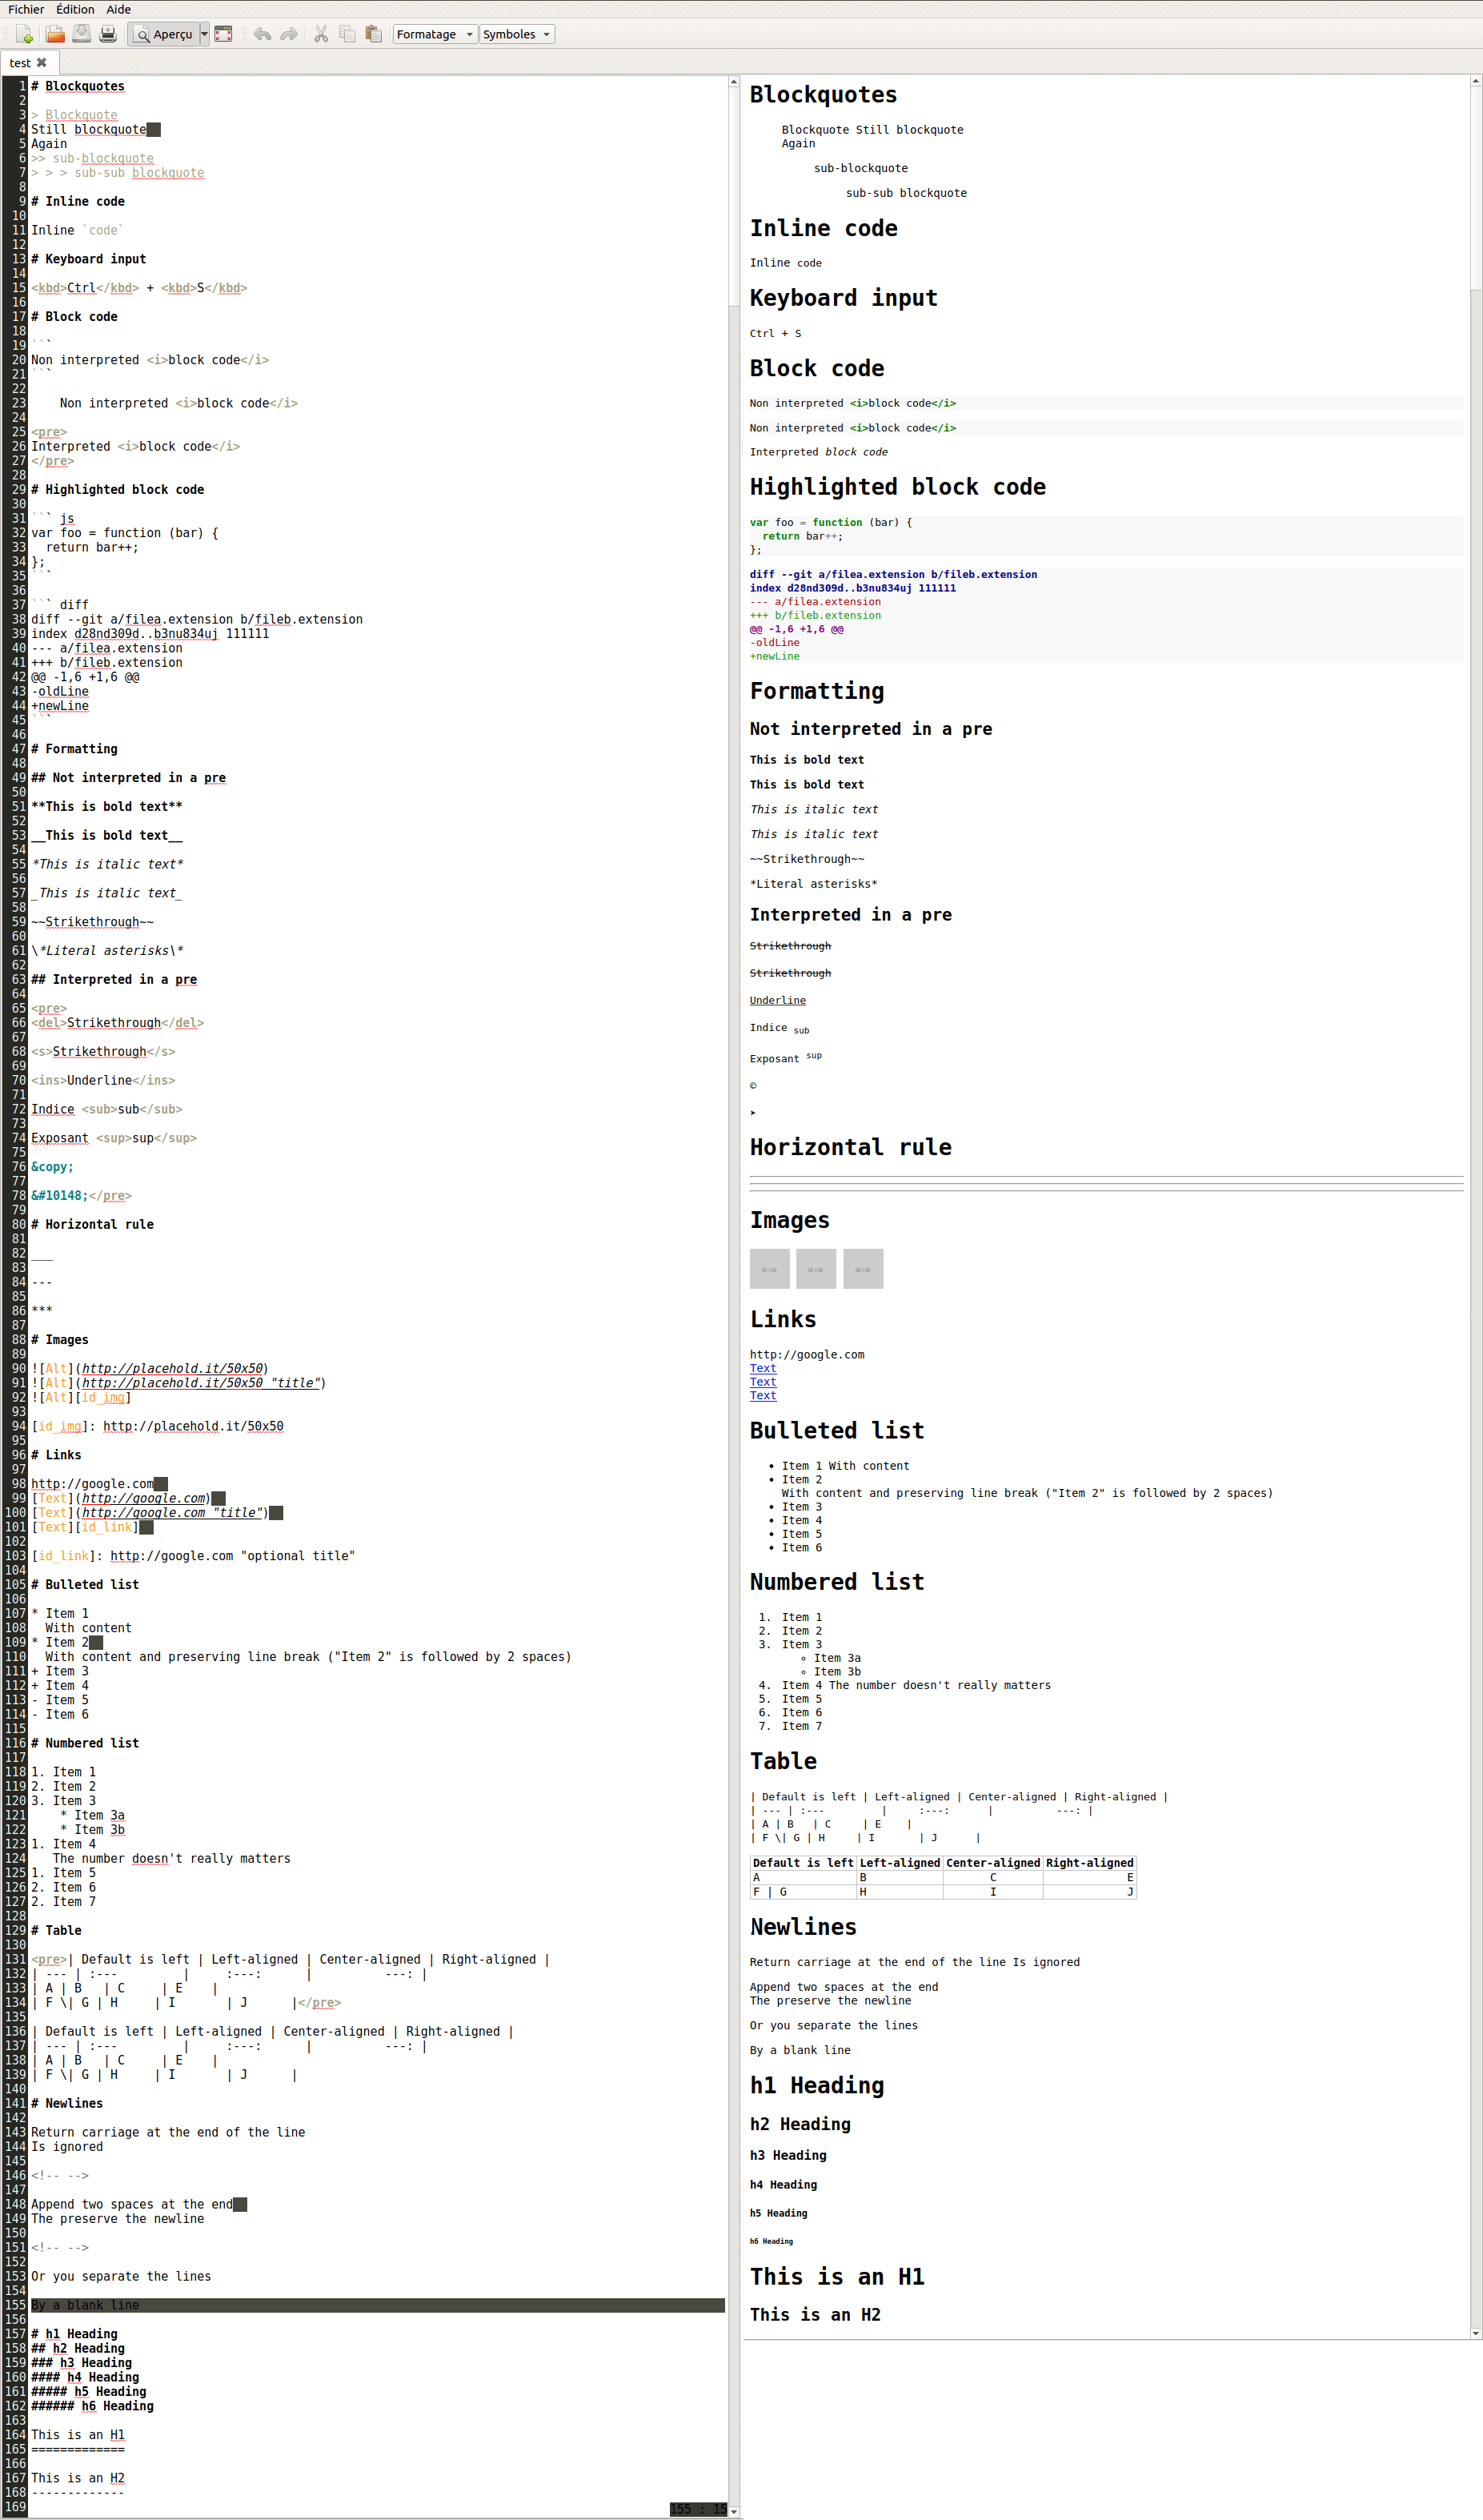 Fichier Édition Aide
Aperçu Formatage Symboles
test
1 # Blockquotes
2
3 > Blockquote
4 Still blockquote
5 Again
6 >> sub-blockquote
7 > > > sub-sub blockquote
8
9 # Inline code
10
11 Inline `code`
12
13 # Keyboard input
14
15 <kbd>Ctrl</kbd> + <kbd>S</kbd>
16
17 # Block code
18
19 ```
20 Non interpreted <i>block code</i>
21 ```
22
23     Non interpreted <i>block code</i>
24
25 <pre>
26 Interpreted <i>block code</i>
27 </pre>
28
29 # Highlighted block code
30
31 ``` js
32 var foo = function (bar) {
33   return bar++;
34 };
35 ```
36
37 ``` diff
38 diff --git a/filea.extension b/fileb.extension
39 index d28nd309d..b3nu834uj 111111
40 --- a/filea.extension
41 +++ b/fileb.extension
42 @@ -1,6 +1,6 @@
43 -oldLine
44 +newLine
45 ```
46
47 # Formatting
48
49 ## Not interpreted in a pre
50
51 **This is bold text**
52
53 __This is bold text__
54
55 *This is italic text*
56
57 _This is italic text_
58
59 ~~Strikethrough~~
60
61 \*Literal asterisks\*
62
63 ## Interpreted in a pre
64
65 <pre>
66 <del>Strikethrough</del>
67
68 <s>Strikethrough</s>
69
70 <ins>Underline</ins>
71
72 Indice <sub>sub</sub>
73
74 Exposant <sup>sup</sup>
75
76 &copy;
77
78 &#10148;</pre>
79
80 # Horizontal rule
81
82 ___
83
84 ---
85
86 ***
87
88 # Images
89
90 ![Alt](http://placehold.it/50x50)
91 ![Alt](http://placehold.it/50x50 "title")
92 ![Alt][id_img]
93
94 [id_img]: http://placehold.it/50x50
95
96 # Links
97
98 http://google.com
99 [Text](http://google.com)
100 [Text](http://google.com "title")
101 [Text][id_link]
102
103 [id_link]: http://google.com "optional title"
104
105 # Bulleted list
106
107 * Item 1
108   With content
109 * Item 2
110   With content and preserving line break ("Item 2" is followed by 2 spaces)
111 + Item 3
112 + Item 4
113 - Item 5
114 - Item 6
115
116 # Numbered list
117
118 1. Item 1
119 2. Item 2
120 3. Item 3
121     * Item 3a
122     * Item 3b
123 1. Item 4
124    The number doesn't really matters
125 1. Item 5
126 2. Item 6
127 2. Item 7
128
129 # Table
130
131 <pre>| Default is left | Left-aligned | Center-aligned | Right-aligned |
132 | --- | :---         |     :---:      |          ---: |
133 | A | B   | C     | E    |
134 | F \| G | H     | I       | J      |</pre>
135
136 | Default is left | Left-aligned | Center-aligned | Right-aligned |
137 | --- | :---         |     :---:      |          ---: |
138 | A | B   | C     | E    |
139 | F \| G | H     | I       | J      |
140
141 # Newlines
142
143 Return carriage at the end of the line
144 Is ignored
145
146 <!-- -->
147
148 Append two spaces at the end
149 The preserve the newline
150
151 <!-- -->
152
153 Or you separate the lines
154
155 By a blank line
156
157 # h1 Heading
158 ## h2 Heading
159 ### h3 Heading
160 #### h4 Heading
161 ##### h5 Heading
162 ###### h6 Heading
163
164 This is an H1
165 =============
166
167 This is an H2
168 -------------
169
155 : 15
Blockquotes
Blockquote Still blockquote
Again
sub-blockquote
sub-sub blockquote
Inline code
Inline code
Keyboard input
Ctrl + S
Block code
Non interpreted <i>block code</i>
Non interpreted <i>block code</i>
Interpreted block code
Highlighted block code
var foo = function (bar) {
  return bar++;
};
diff --git a/filea.extension b/fileb.extension
index d28nd309d..b3nu834uj 111111
--- a/filea.extension
+++ b/fileb.extension
@@ -1,6 +1,6 @@
-oldLine
+newLine
Formatting
Not interpreted in a pre
This is bold text
This is bold text
This is italic text
This is italic text
~~Strikethrough~~
*Literal asterisks*
Interpreted in a pre
Strikethrough
Strikethrough
Underline
Indice sub
Exposant sup
©
➤
Horizontal rule
Images
50 x 50 50 x 50 50 x 50
Links
http://google.com
Text
Text
Text
Bulleted list
• Item 1 With content
• Item 2
With content and preserving line break ("Item 2" is followed by 2 spaces)
• Item 3
• Item 4
• Item 5
• Item 6
Numbered list
1. Item 1
2. Item 2
3. Item 3
◦ Item 3a
◦ Item 3b
4. Item 4 The number doesn't really matters
5. Item 5
6. Item 6
7. Item 7
Table
| Default is left | Left-aligned | Center-aligned | Right-aligned |
| --- | :---         |     :---:      |          ---: |
| A | B   | C     | E    |
| F \| G | H     | I       | J      |
Default is left Left-aligned Center-aligned Right-aligned
A B C E
F | G H I J
Newlines
Return carriage at the end of the line Is ignored
Append two spaces at the end
The preserve the newline
Or you separate the lines
By a blank line
h1 Heading
h2 Heading
h3 Heading
h4 Heading
h5 Heading
h6 Heading
This is an H1
This is an H2